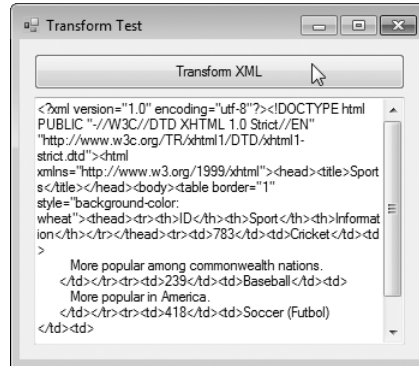 Transform Test
Transform XML
<?xml version="1.0" encoding="utf-8"?><!DOCTYPE html
PUBLIC "-//W3C//DTD XHTML 1.0 Strict//EN"
"http://www.w3c.org/TR/xhtml1/DTD/xhtml1-
strict.dtd"><html
xmlns="http://www.w3.org/1999/xhtml"><head><title>Sport
s</title></head><body><table border="1"
style="background-color:
wheat"><thead><tr><th>ID</th><th>Sport</th><th>Informat
ion</th></tr></thead><tr><td>783</td><td>Cricket</td><td
>
More popular among commonwealth nations.
</td></tr><tr><td>239</td><td>Baseball</td><td>
More popular in America.
</td></tr><tr><td>418</td><td>Soccer (Futbol)
</td><td>